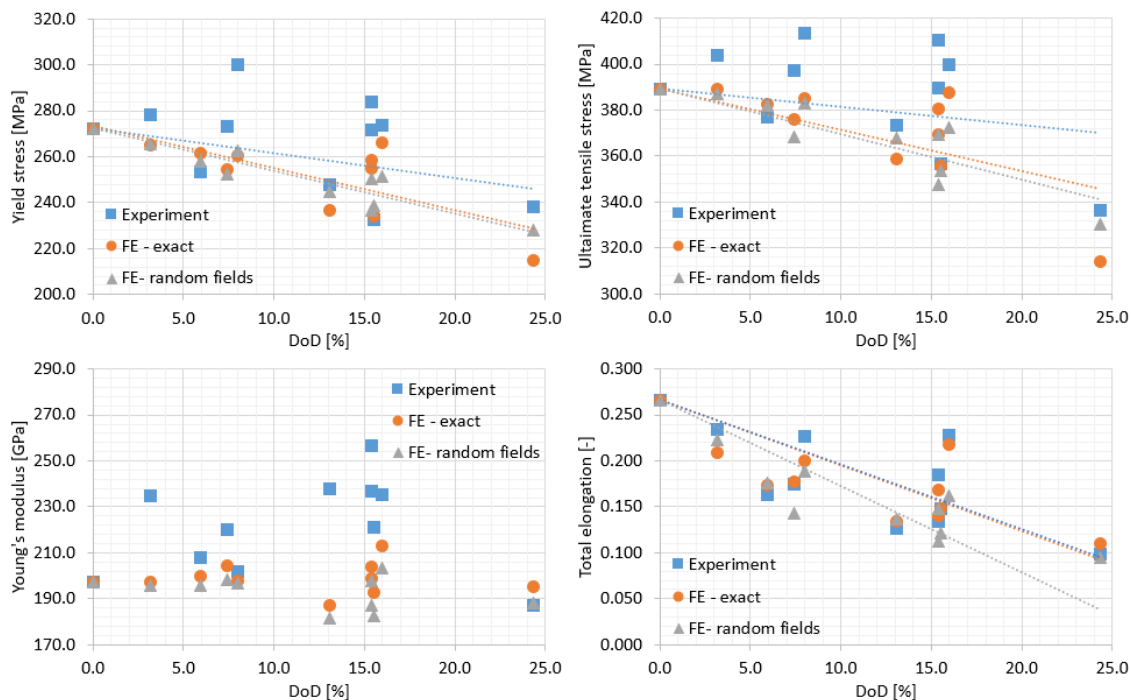 320.0
300.0
280.0
260.0
240.0
220.0
200.0
Yield stress [MPa]
Experiment
FE - exact
FE- random fields
0.0 5.0 10.0 15.0 20.0 25.0
DoD [%]
420.0
400.0
380.0
360.0
340.0
320.0
300.0
Ultaimate tensile stress [MPa]
Experiment
FE - exact
FE- random fields
0.0 5.0 10.0 15.0 20.0 25.0
DoD [%]
290.0
270.0
250.0
230.0
210.0
190.0
170.0
Young's modulus [GPa]
Experiment
FE - exact
FE- random fields
0.0 5.0 10.0 15.0 20.0 25.0
DoD [%]
0.300
0.250
0.200
0.150
0.100
0.050
0.000
Total elongation [-]
Experiment
FE - exact
FE- random fields
0.0 5.0 10.0 15.0 20.0 25.0
DoD [%]